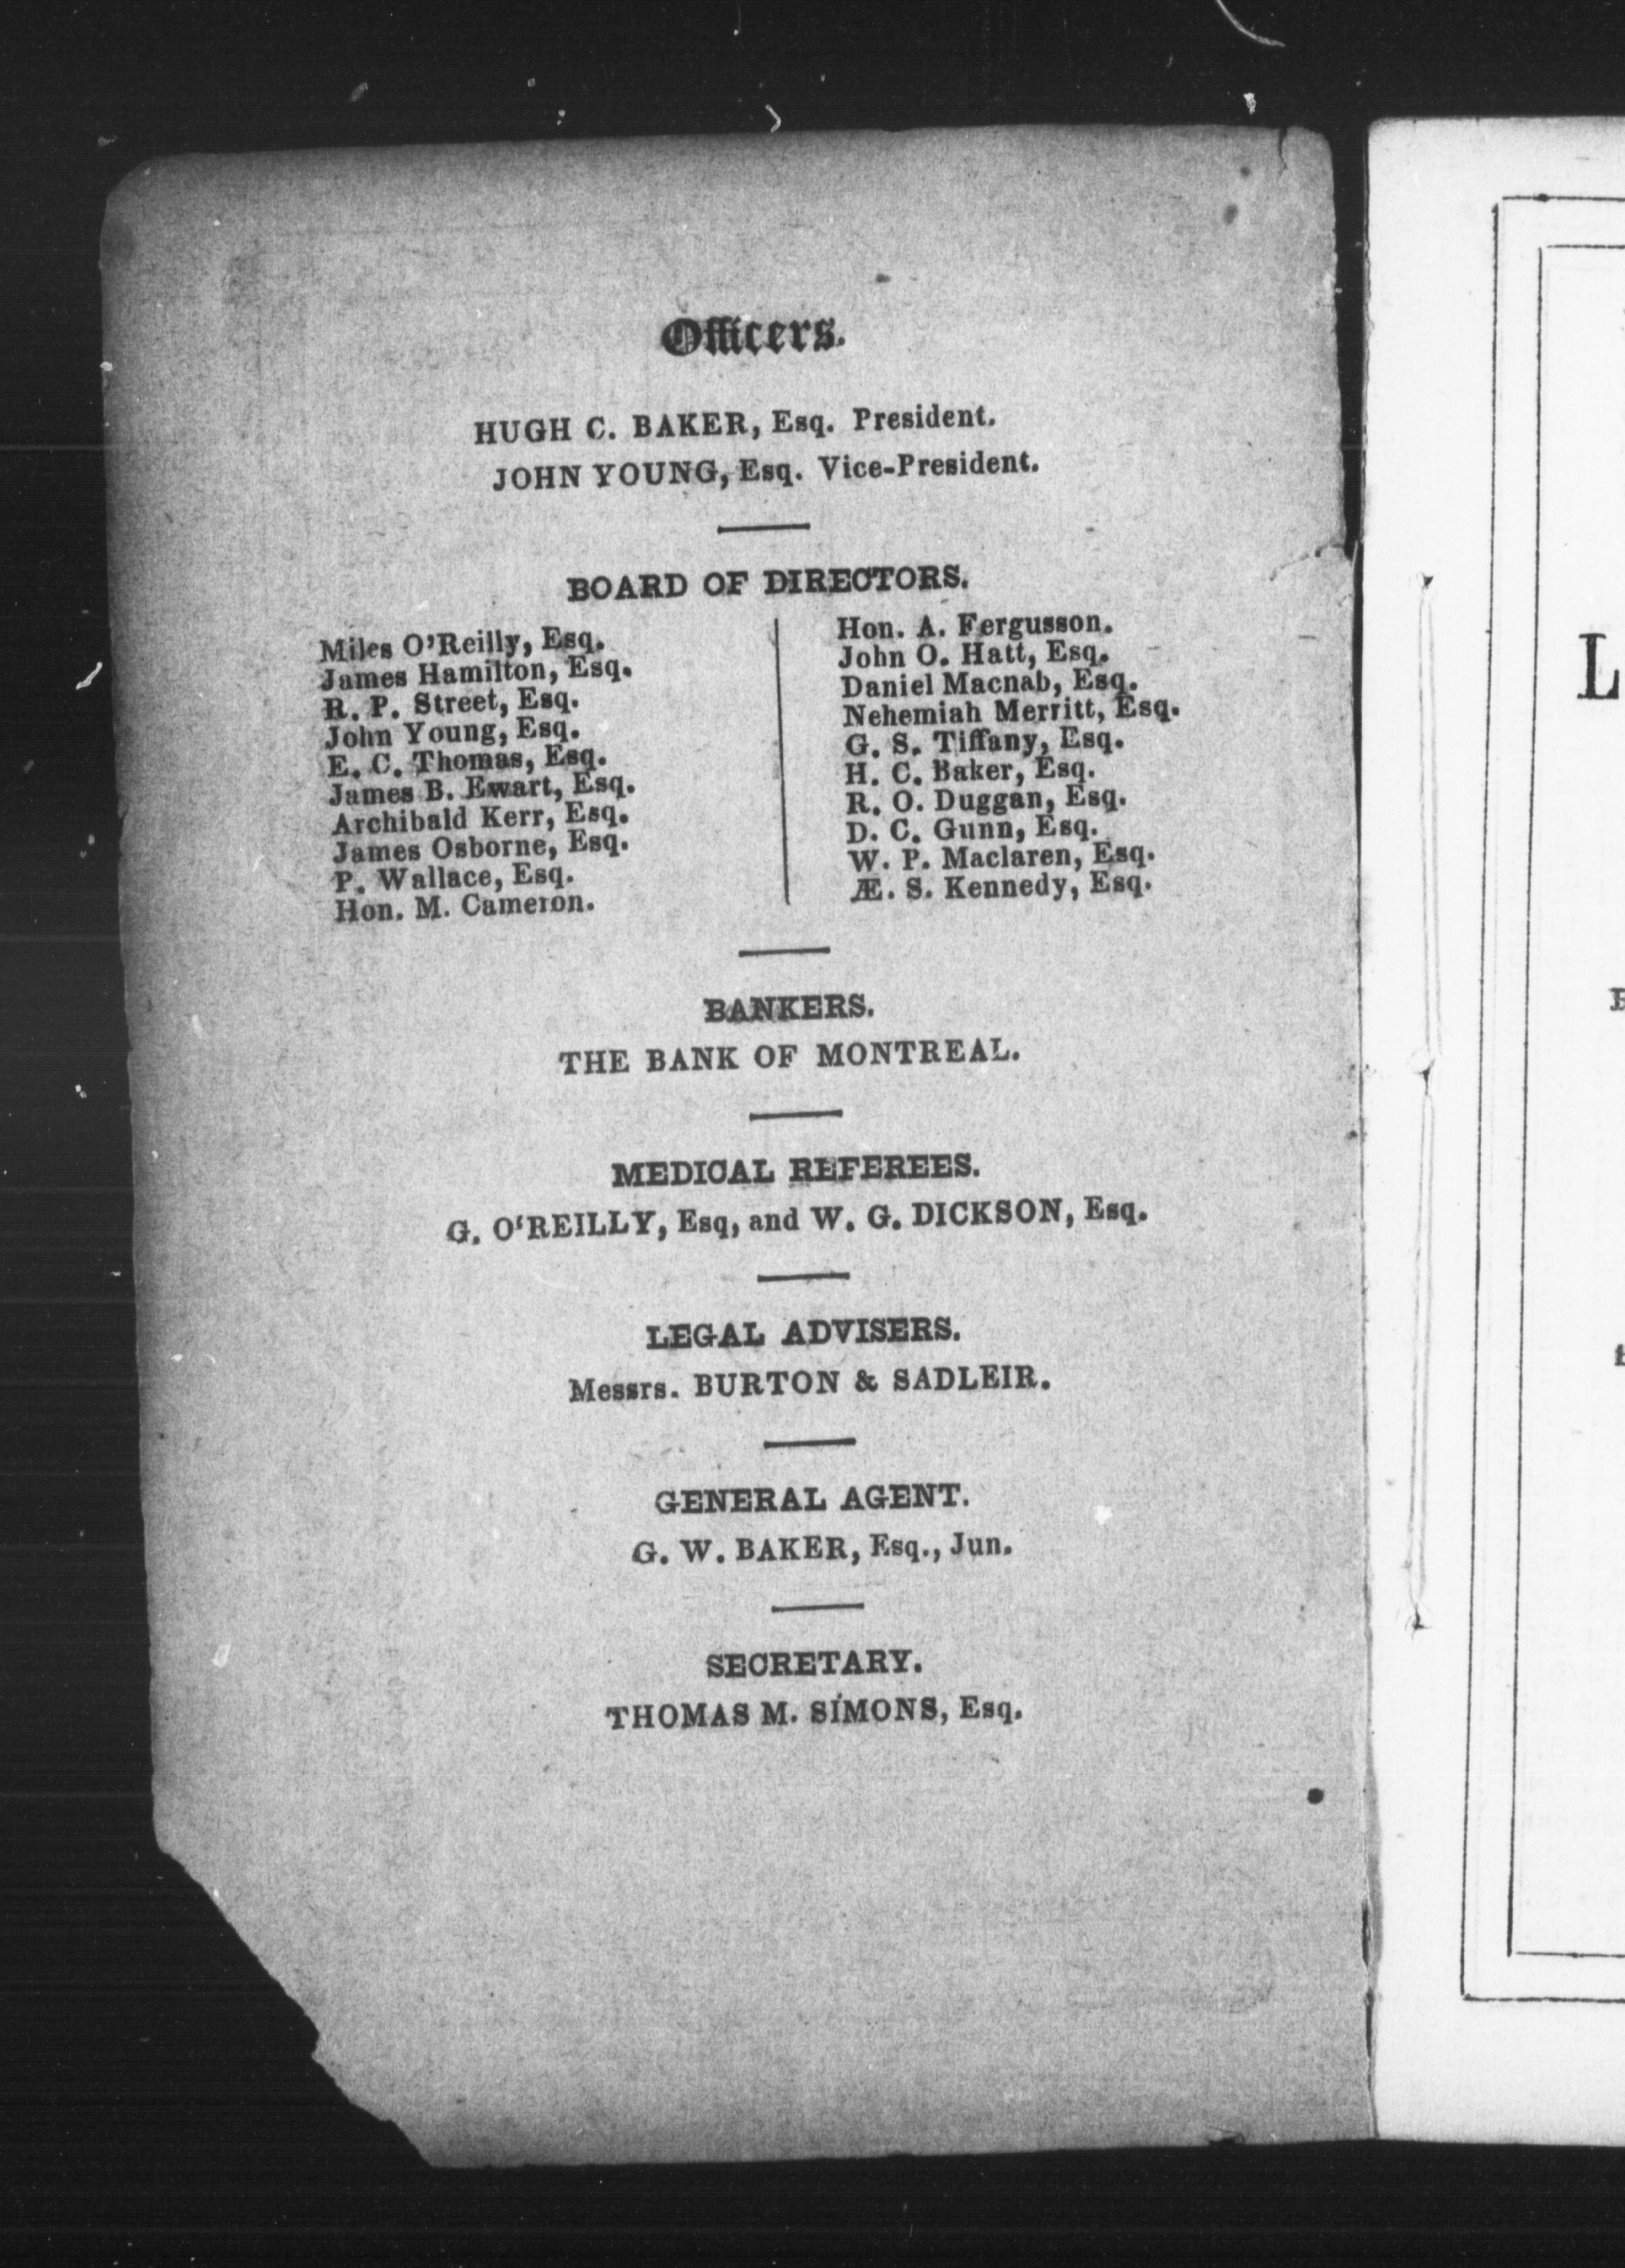 Officers.
HUGH C. BAKER, Esq. President.
JOHN YOUNG, Esq. Vice-President.
BOARD OF DIRECTORS.
Miles O'Reilly, Esq.
James Hamilton, Esq.
R. P. Street, Esq.
John Young, Esq.
E. C. Thomas, Esq.
James B. Ewart, Esq.
Archibald Kerr, Esq.
James Osborne, Esq.
P. Wallace, Esq.
Hon. M. Cameron.
Hon. A. Fergusson.
John O. Hatt, Esq.
Daniel Macnab, Esq.
Nehemiah Merritt, Esq.
G. S. Tiffany, Esq.
H. C. Baker, Esq.
R. O. Duggan, Esq.
D. C. Gunn, Esq.
W. P. Maclaren, Esq.
Æ. S. Kennedy, Esq.
BANKERS.
THE BANK OF MONTREAL.
MEDICAL REFEREES.
G. O'REILLY, Esq, and W. G. DICKSON, Esq.
LEGAL ADVISERS.
Messrs. BURTON & SADLEIR.
GENERAL AGENT.
G. W. BAKER, Esq., Jun.
SECRETARY.
THOMAS M. SIMONS, Esq.
L